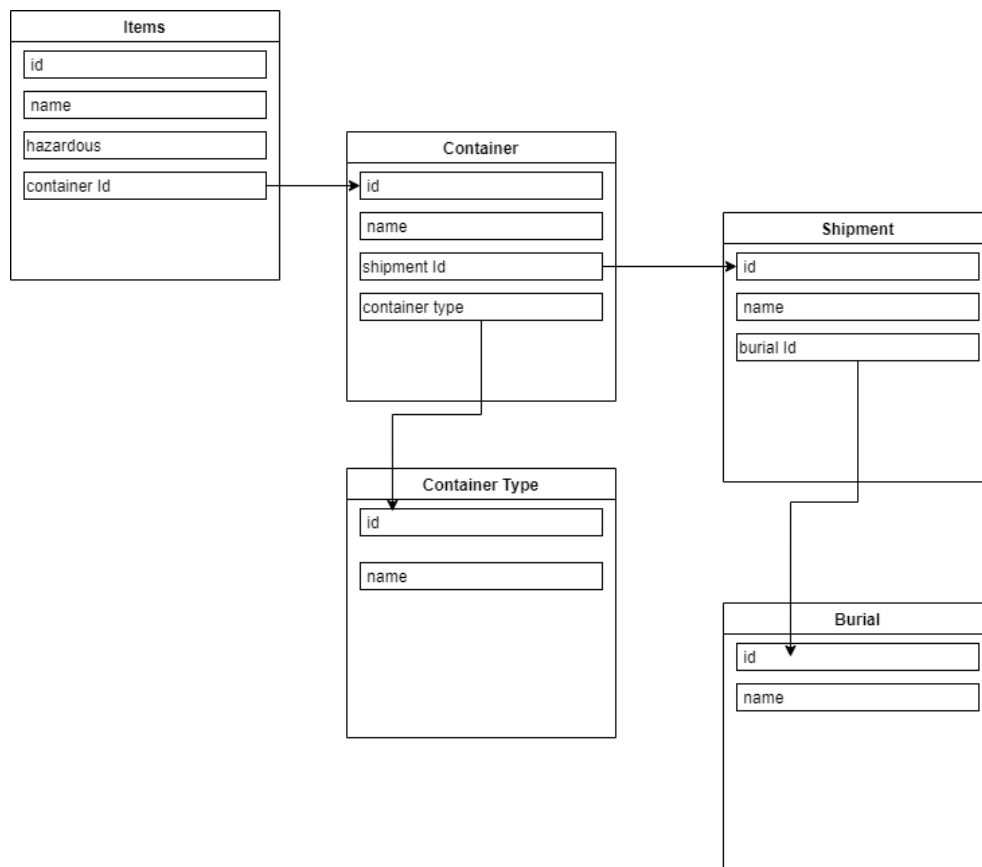 Items
id
name
hazardous
container Id
Container
id
name
shipment Id
container type
Shipment
id
name
burial Id
Container Type
id
name
Burial
id
name